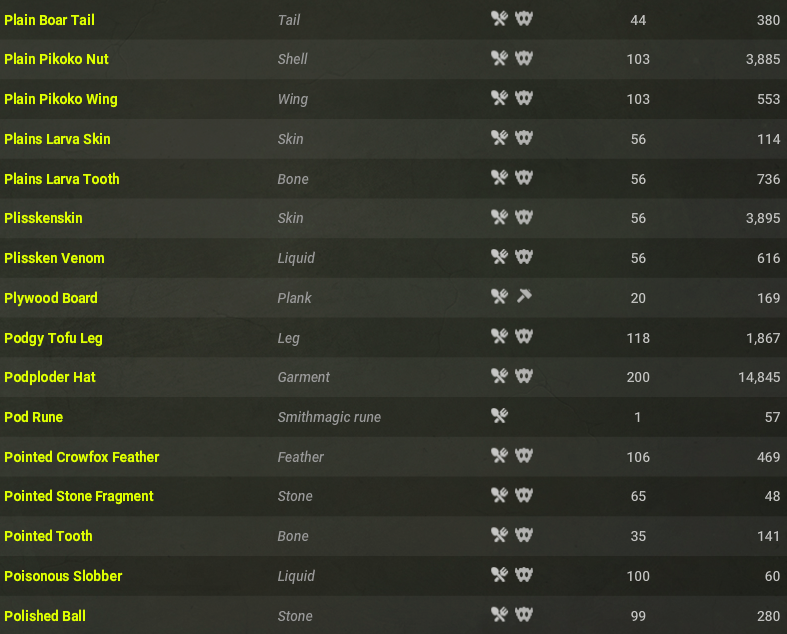 Plain Boar Tail Tail 44 380
Plain Pikoko Nut Shell 103 3,885
Plain Pikoko Wing Wing 103 553
Plains Larva Skin Skin 56 114
Plains Larva Tooth Bone 56 736
Plisskenskin Skin 56 3,895
Plissken Venom Liquid 56 616
Plywood Board Plank 20 169
Podgy Tofu Leg Leg 118 1,867
Podploder Hat Garment 200 14,845
Pod Rune Smithmagic rune 1 57
Pointed Crowfox Feather Feather 106 469
Pointed Stone Fragment Stone 65 48
Pointed Tooth Bone 35 141
Poisonous Slobber Liquid 100 60
Polished Ball Stone 99 280